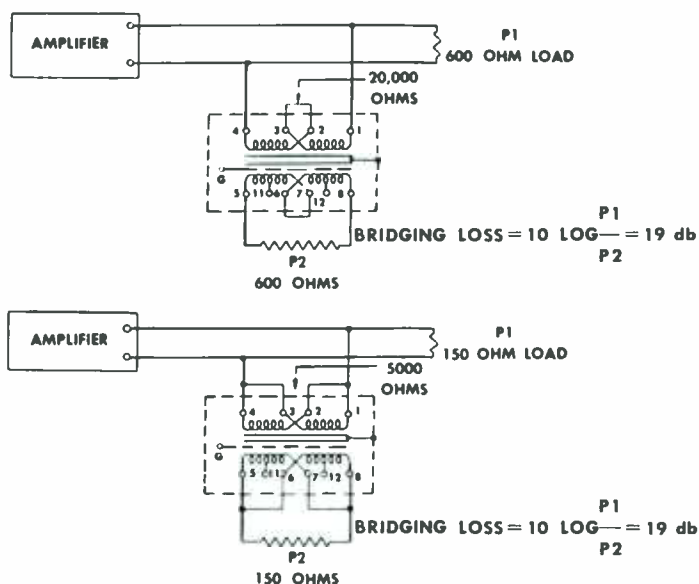 AMPLIFIER
P1
600 OHM LOAD
20,000
OHMS
4 3 2 1
G
5 11 6 7 12 8
P2
600 OHMS
BRIDGING LOSS = 10 LOG P1/P2 = 19 db
AMPLIFIER
P1
150 OHM LOAD
5000
OHMS
4 3 2 1
G
5 11 6 7 12 8
P2
150 OHMS
BRIDGING LOSS = 10 LOG P1/P2 = 19 db